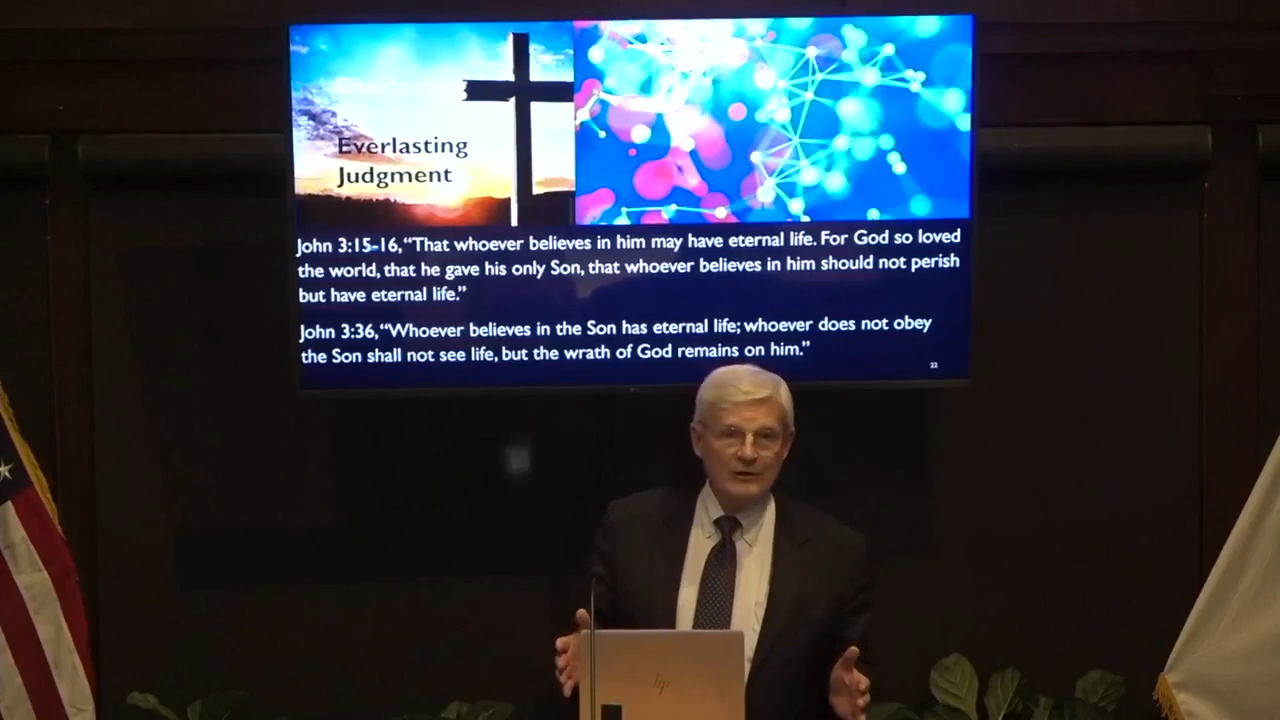 Everlasting
Judgment
John 3:15-16, “That whoever believes in him may have eternal life. For God so loved
the world, that he gave his only Son, that whoever believes in him should not perish
but have eternal life.”
John 3:36, “Whoever believes in the Son has eternal life; whoever does not obey
the Son shall not see life, but the wrath of God remains on him.”
22
hp